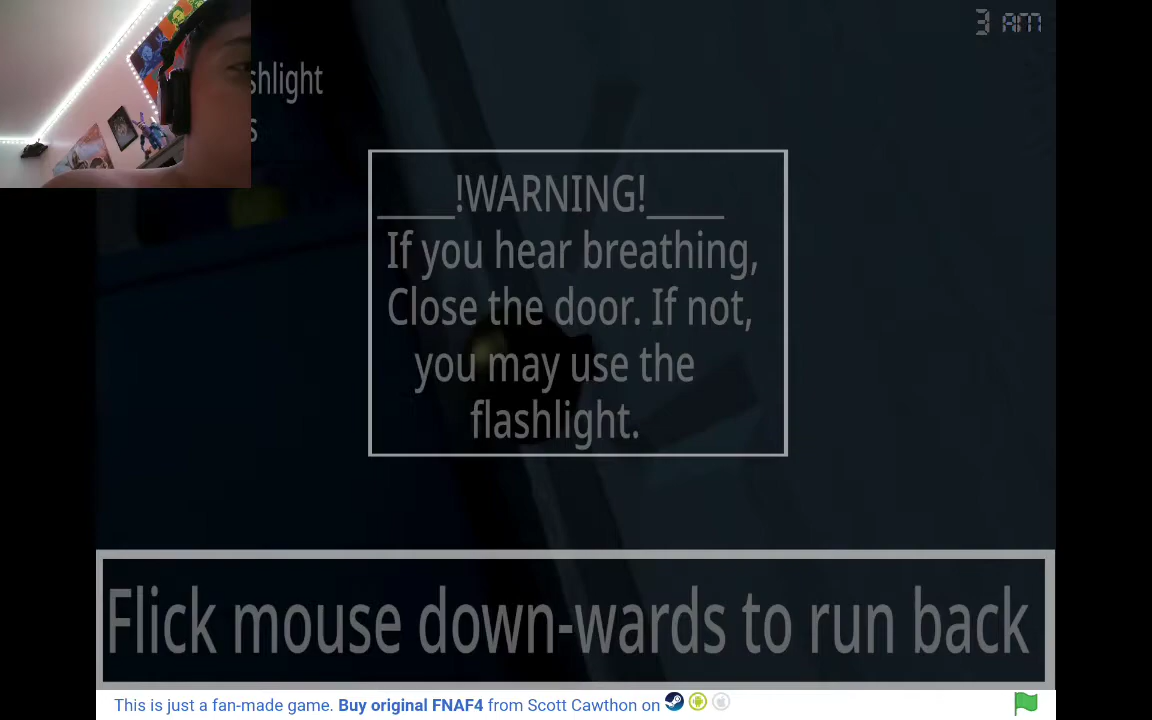 3 AM
shlight
s
____!WARNING!____
If you hear breathing,
Close the door. If not,
you may use the
flashlight.
Flick mouse down-wards to run back
This is just a fan-made game. Buy original FNAF4 from Scott Cawthon on